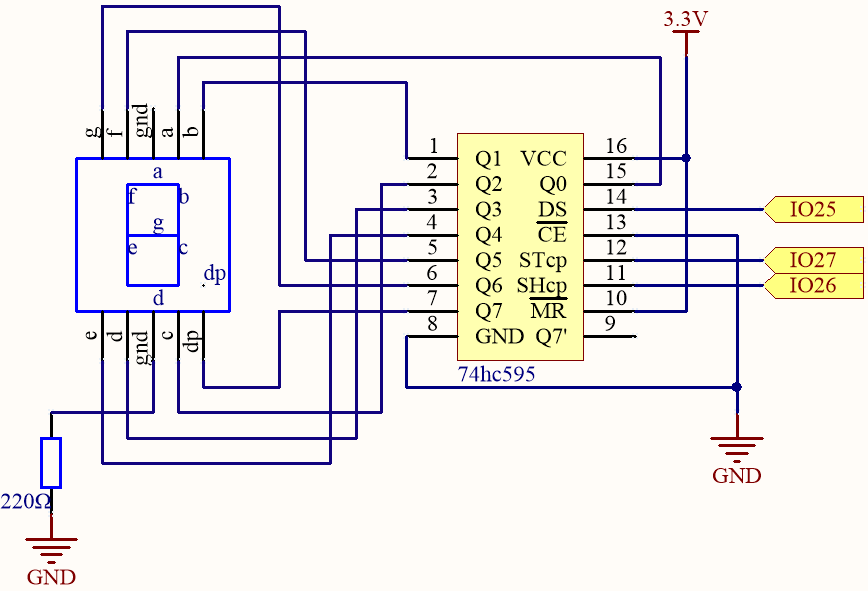 3.3V
g f gnd a b
a
f b
g
e c
dp
d
e d gnd c dp
1 Q1 VCC 16
2 Q2 Q0 15
3 Q3 DS 14
4 Q4 CE 13
5 Q5 STcp 12
6 Q6 SHcp 11
7 Q7 MR 10
8 GND Q7' 9
74hc595
IO25
IO27
IO26
220Ω
GND
GND